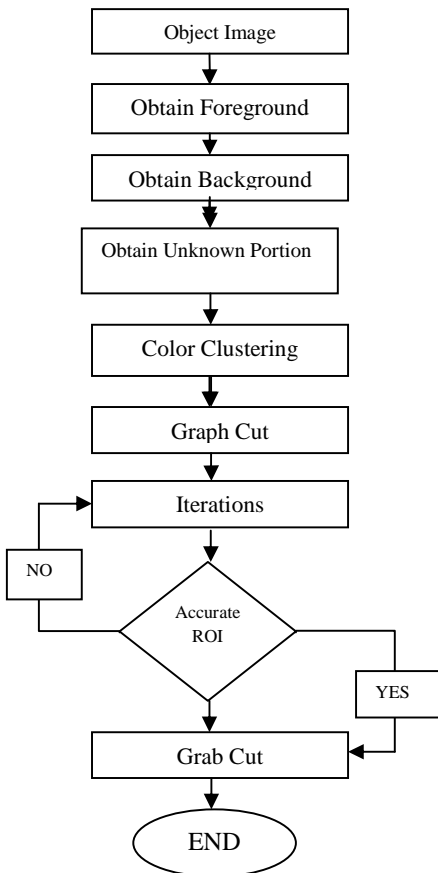 Object Image
Obtain Foreground
Obtain Background
Obtain Unknown Portion
Color Clustering
Graph Cut
Iterations
NO
Accurate
ROI
YES
Grab Cut
END